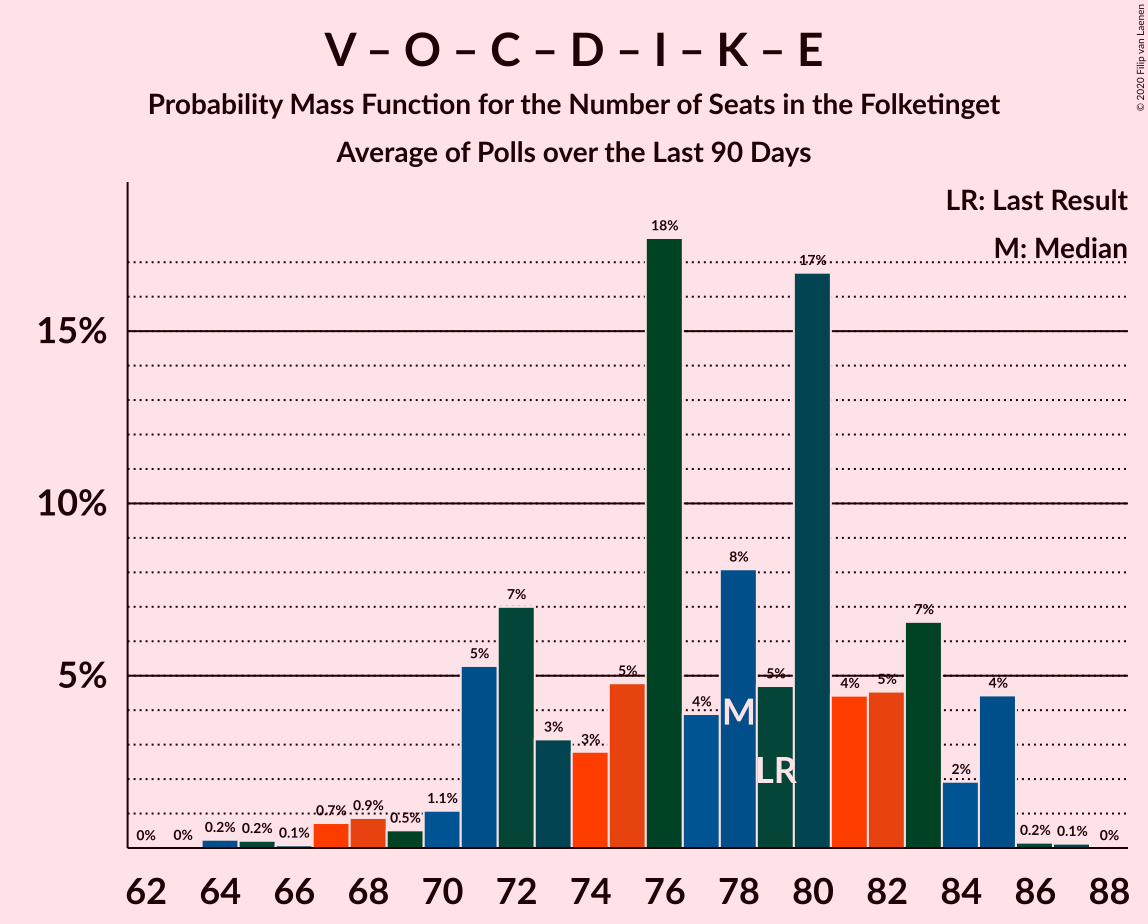 V – O – C – D – I – K – E
Probability Mass Function for the Number of Seats in the Folketinget
Average of Polls over the Last 90 Days
© 2020 Filip van Laenen
LR: Last Result
M: Median
15%
10%
5%
0% 0% 0.2% 0.2% 0.1% 0.7% 0.9% 0.5% 1.1% 5% 7% 3% 3% 5% 18% 4% 8% 5% 17% 4% 5% 7% 2% 4% 0.2% 0.1% 0%
M
LR
62 64 66 68 70 72 74 76 78 80 82 84 86 88